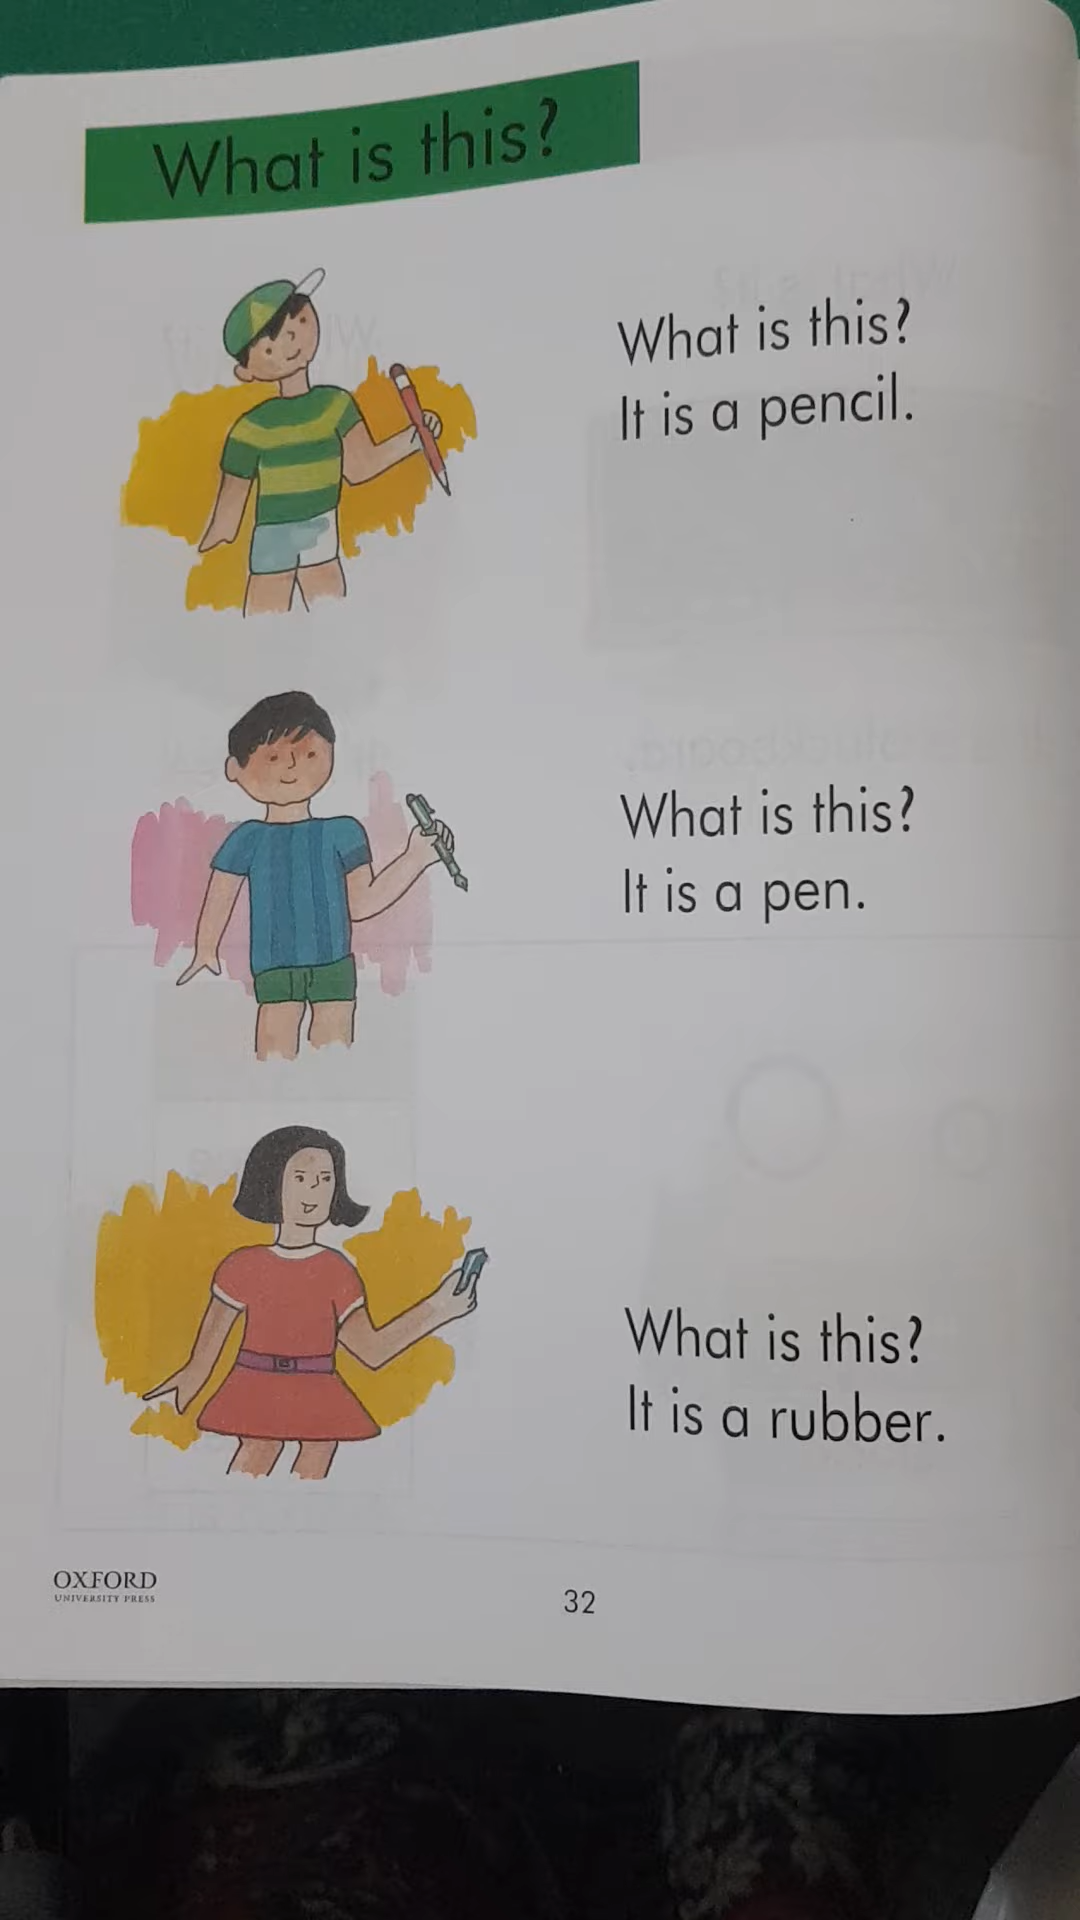 What is this?
What is this?
It is a pencil.
What is this?
It is a pen.
What is this?
It is a rubber.
OXFORD
UNIVERSITY PRESS
32